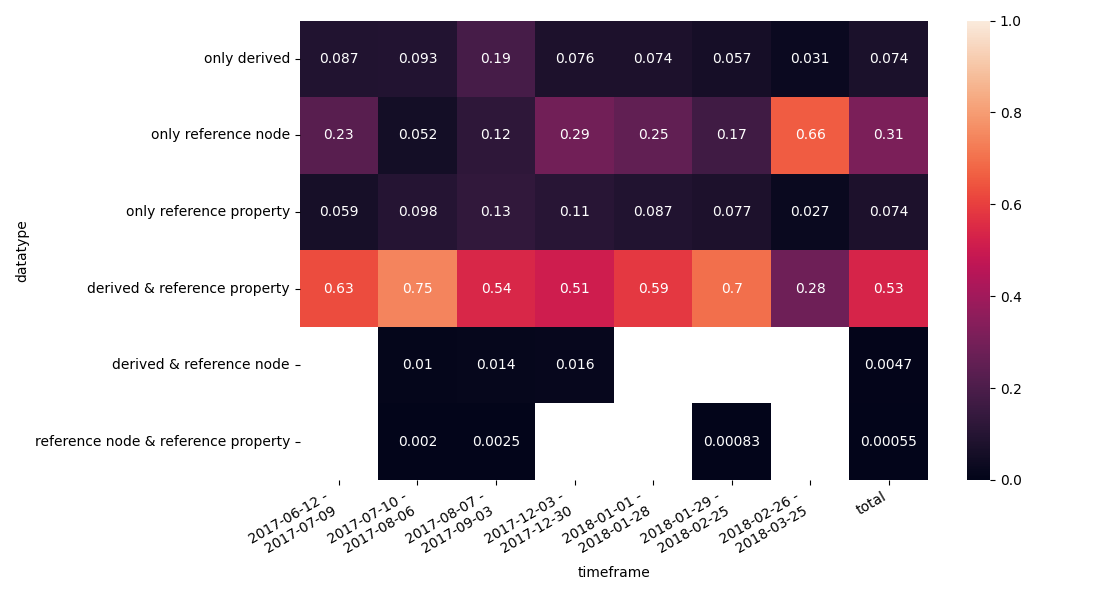 only derived
0.087 0.093 0.19 0.076 0.074 0.057 0.031 0.074
only reference node
0.23 0.052 0.12 0.29 0.25 0.17 0.66 0.31
only reference property
0.059 0.098 0.13 0.11 0.087 0.077 0.027 0.074
derived & reference property
0.63 0.75 0.54 0.51 0.59 0.7 0.28 0.53
derived & reference node
0.01 0.014 0.016 0.0047
reference node & reference property
0.002 0.0025 0.00083 0.00055
datatype
2017-06-12 -
2017-07-09
2017-07-10 -
2017-08-06
2017-08-07 -
2017-09-03
2017-12-03 -
2017-12-30
2018-01-01 -
2018-01-28
2018-01-29 -
2018-02-25
2018-02-26 -
2018-03-25
total
timeframe
1.0
0.8
0.6
0.4
0.2
0.0